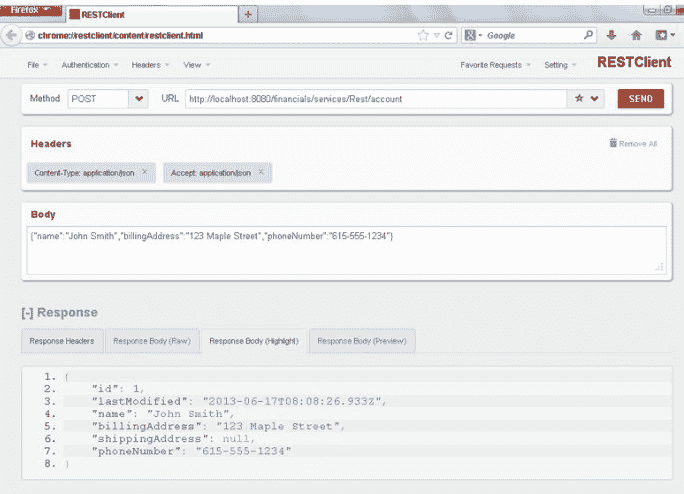 Firefox
RESTClient
+
chrome://restclient/content/restclient.html
Google
File Authentication Headers View Favorite Requests Setting RESTClient
Method POST URL http://localhost:8080/financials/services/Rest/account SEND
Headers Remove All
Content-Type: application/json × Accept: application/json ×
Body
{"name":"John Smith","billingAddress":"123 Maple Street","phoneNumber":"615-555-1234"}
[-] Response
Response Headers Response Body (Raw) Response Body (Highlight) Response Body (Preview)
1. {
2. "id": 1,
3. "lastModified": "2013-06-17T08:08:26.933Z",
4. "name": "John Smith",
5. "billingAddress": "123 Maple Street",
6. "shippingAddress": null,
7. "phoneNumber": "615-555-1234"
8. }